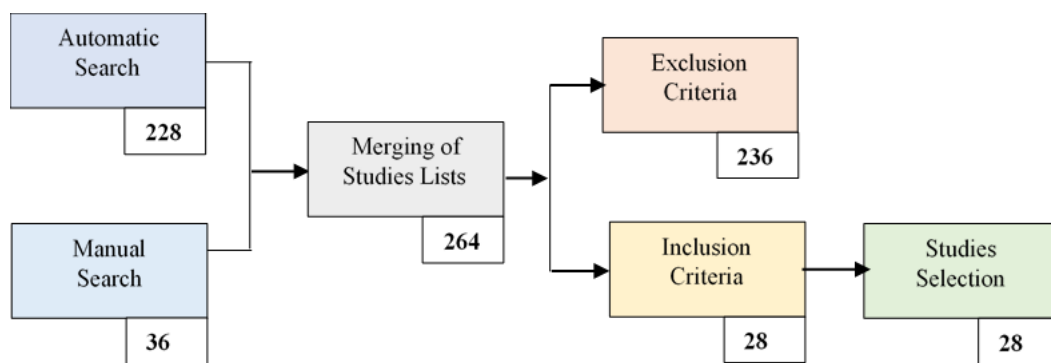 Automatic
Search
228
Manual
Search
36
Merging of
Studies Lists
264
Exclusion
Criteria
236
Inclusion
Criteria
28
Studies
Selection
28